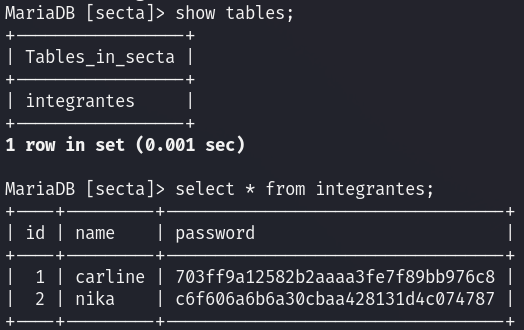 MariaDB [secta]> show tables;
+-----------------+
| Tables_in_secta |
+-----------------+
| integrantes     |
+-----------------+
1 row in set (0.001 sec)
MariaDB [secta]> select * from integrantes;
+----+---------+----------------------------------+
| id | name    | password                         |
+----+---------+----------------------------------+
|  1 | carline | 703ff9a12582b2aaaa3fe7f89bb976c8 |
|  2 | nika    | c6f606a6b6a30cbaa428131d4c074787 |
+----+---------+----------------------------------+